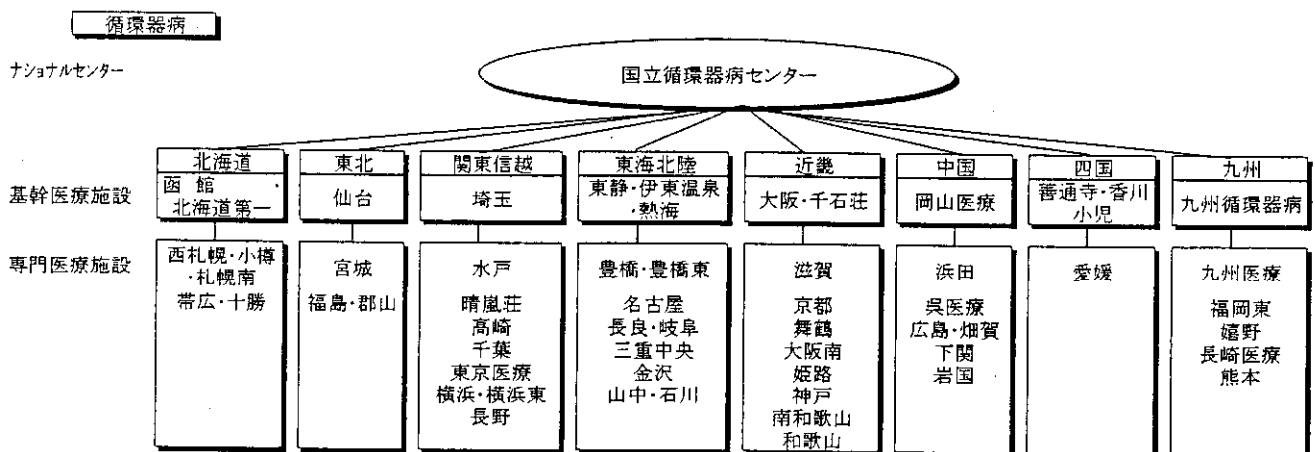 循環器病
ナショナルセンター
国立循環器病センター
北海道
東北
関東信越
東海北陸
近畿
中国
四国
九州
基幹医療施設
函館・
北海道第一
仙台
埼玉
東静・伊東温泉
・熱海
大阪・千石荘
岡山医療
善通寺・香川
小児
九州循環器病
専門医療施設
西札幌・小樽
・札幌南
帯広・十勝
宮城
福島・郡山
水戸
晴嵐荘
高崎
千葉
東京医療
横浜・横浜東
長野
豊橋・豊橋東
名古屋
長良・岐阜
三重中央
金沢
山中・石川
滋賀
京都
舞鶴
大阪南
姫路
神戸
南和歌山
和歌山
浜田
呉医療
広島・畑賀
下関
岩国
愛媛
九州医療
福岡東
嬉野
長崎医療
熊本